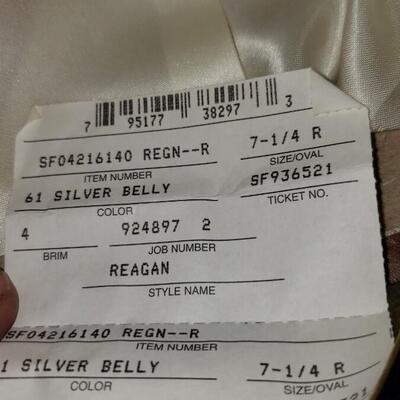 7 95177 38297 3
SF04216140 REGN--R 7-1/4 R
ITEM NUMBER SIZE/OVAL
61 SILVER BELLY SF936521
COLOR TICKET NO.
4 924897 2
BRIM JOB NUMBER
REAGAN
STYLE NAME
SF04216140 REGN--R
ITEM NUMBER
1 SILVER BELLY 7-1/4 R
COLOR SIZE/OVAL